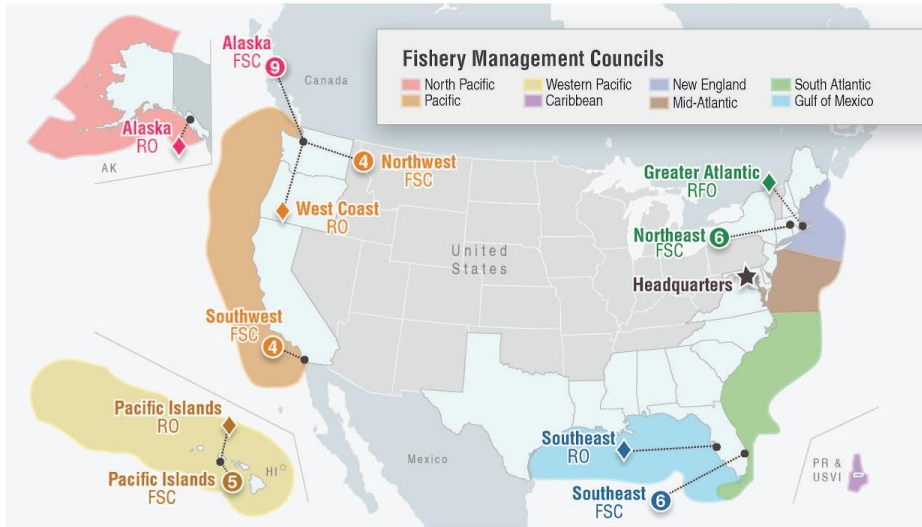 Fishery Management Councils
North Pacific
Western Pacific
New England
South Atlantic
Pacific
Caribbean
Mid-Atlantic
Gulf of Mexico
Alaska
FSC
9
Canada
Alaska
RO
AK
4
Northwest
FSC
West Coast
RO
Greater Atlantic
RFO
Northeast
FSC
6
United
States
Headquarters
Southwest
FSC
4
Pacific Islands
RO
HI
Pacific Islands
FSC
5
Mexico
Southeast
RO
Southeast
FSC
6
PR &
USVI